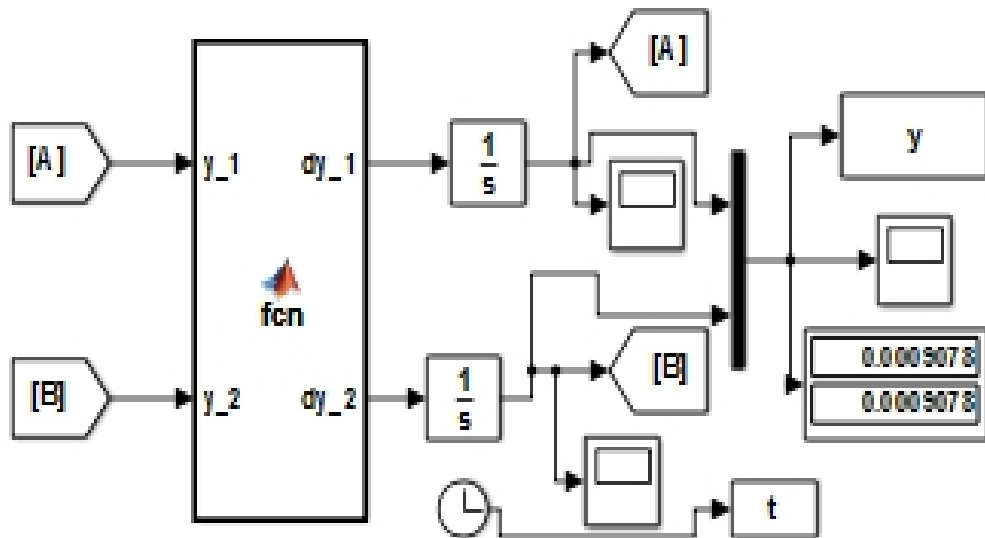 [A]
[A]
y_1
dy_1
1
s
y
fcn
[B]
y_2
dy_2
1
s
[B]
0.0009078
0.0009078
t